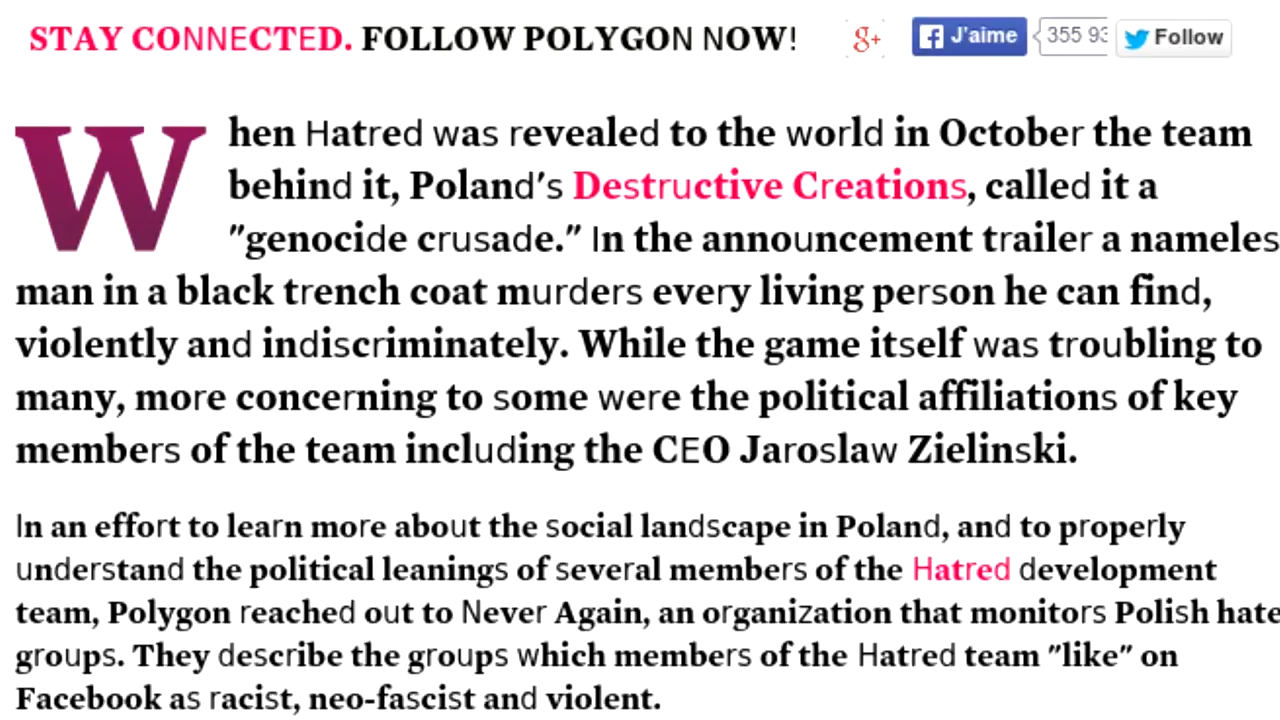 STAY CONNECTED. FOLLOW POLYGON NOW!
g+
J'aime
355 93
Follow
When Hatred was revealed to the world in October the team
behind it, Poland's Destructive Creations, called it a
"genocide crusade." In the announcement trailer a nameles
man in a black trench coat murders every living person he can find,
violently and indiscriminately. While the game itself was troubling to
many, more concerning to some were the political affiliations of key
members of the team including the CEO Jaroslaw Zielinski.
In an effort to learn more about the social landscape in Poland, and to properly
understand the political leanings of several members of the Hatred development
team, Polygon reached out to Never Again, an organization that monitors Polish hate
groups. They describe the groups which members of the Hatred team "like" on
Facebook as racist, neo-fascist and violent.